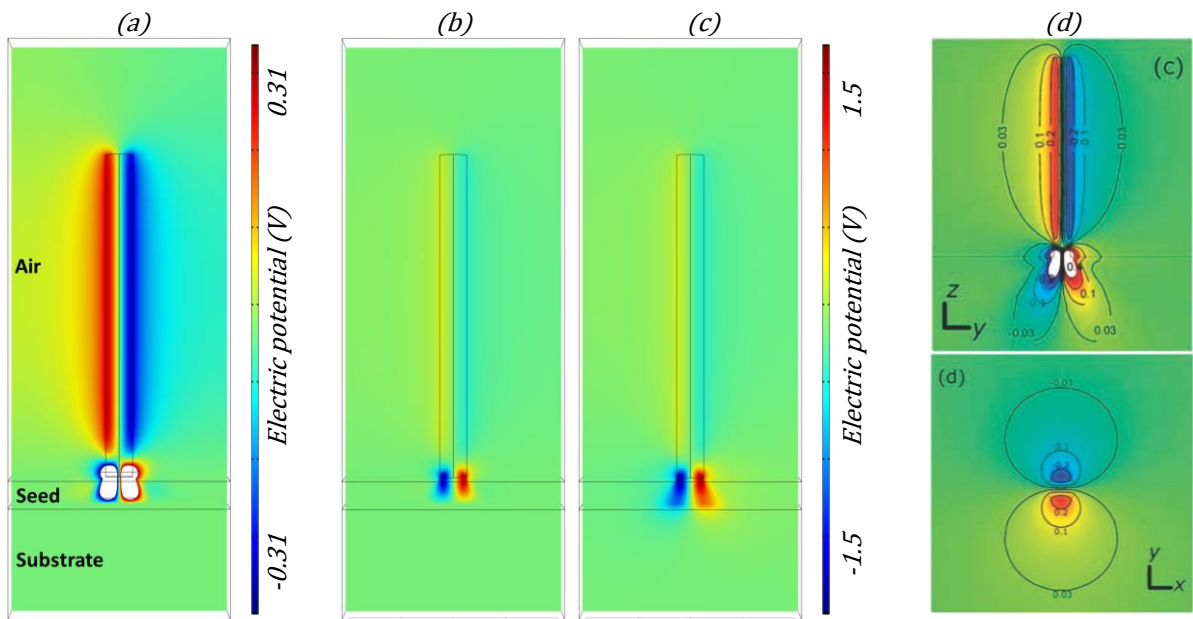 (a)
(b)
(c)
(d)
Air
Seed
Substrate
0.31
Electric potential (V)
-0.31
1.5
Electric potential (V)
-1.5
(c)
0.03
0.1
0.2
-0.2
-0.1
-0.03
0.1
-0.03
0.03
z
y
(d)
-0.03
-0.1
-0.2
0.2
0.1
0.03
y
x